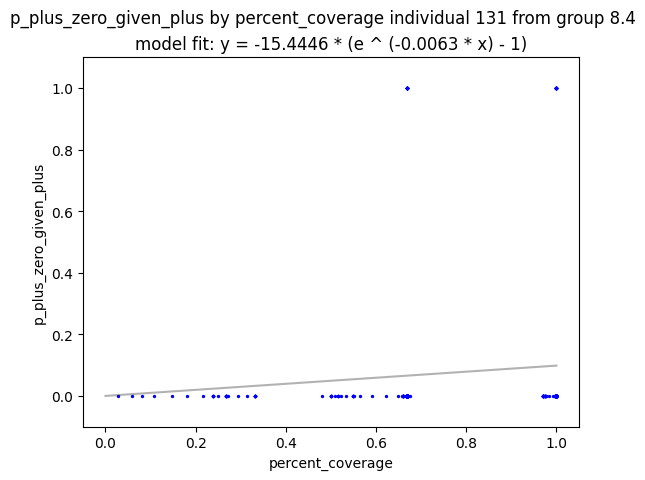 p_plus_zero_given_plus by percent_coverage individual 131 from group 8.4
model fit: y = -15.4446 * (e ^ (-0.0063 * x) - 1)
1.0
0.8
0.6
0.4
0.2
0.0
p_plus_zero_given_plus
0.0 0.2 0.4 0.6 0.8 1.0
percent_coverage